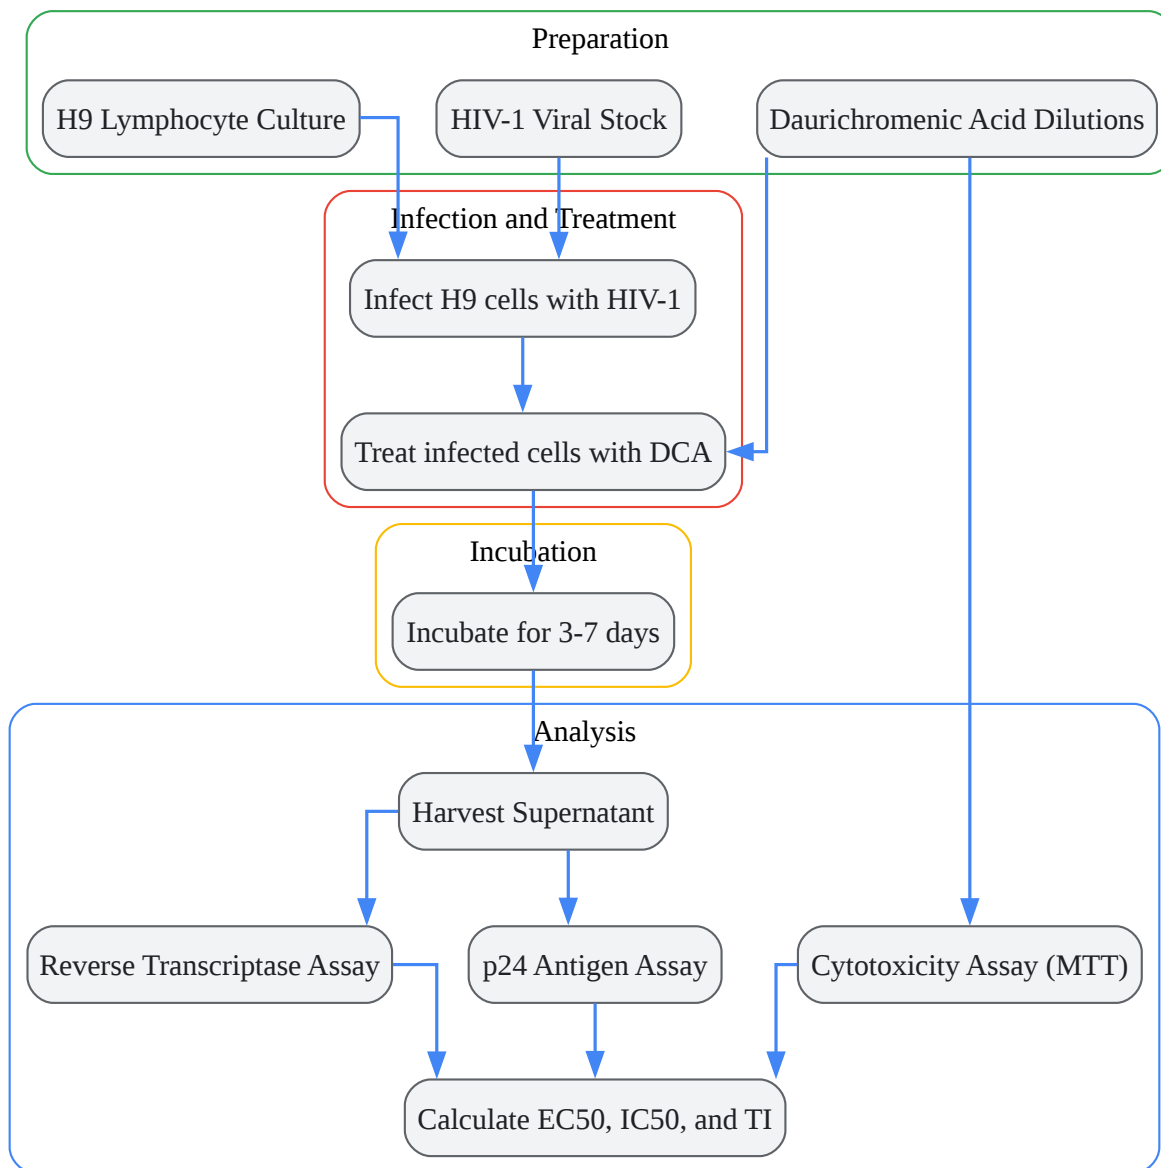 Preparation
H9 Lymphocyte Culture
HIV-1 Viral Stock
Daurichromenic Acid Dilutions
Infection and Treatment
Infect H9 cells with HIV-1
Treat infected cells with DCA
Incubation
Incubate for 3-7 days
Analysis
Harvest Supernatant
Reverse Transcriptase Assay
p24 Antigen Assay
Cytotoxicity Assay (MTT)
Calculate EC50, IC50, and TI